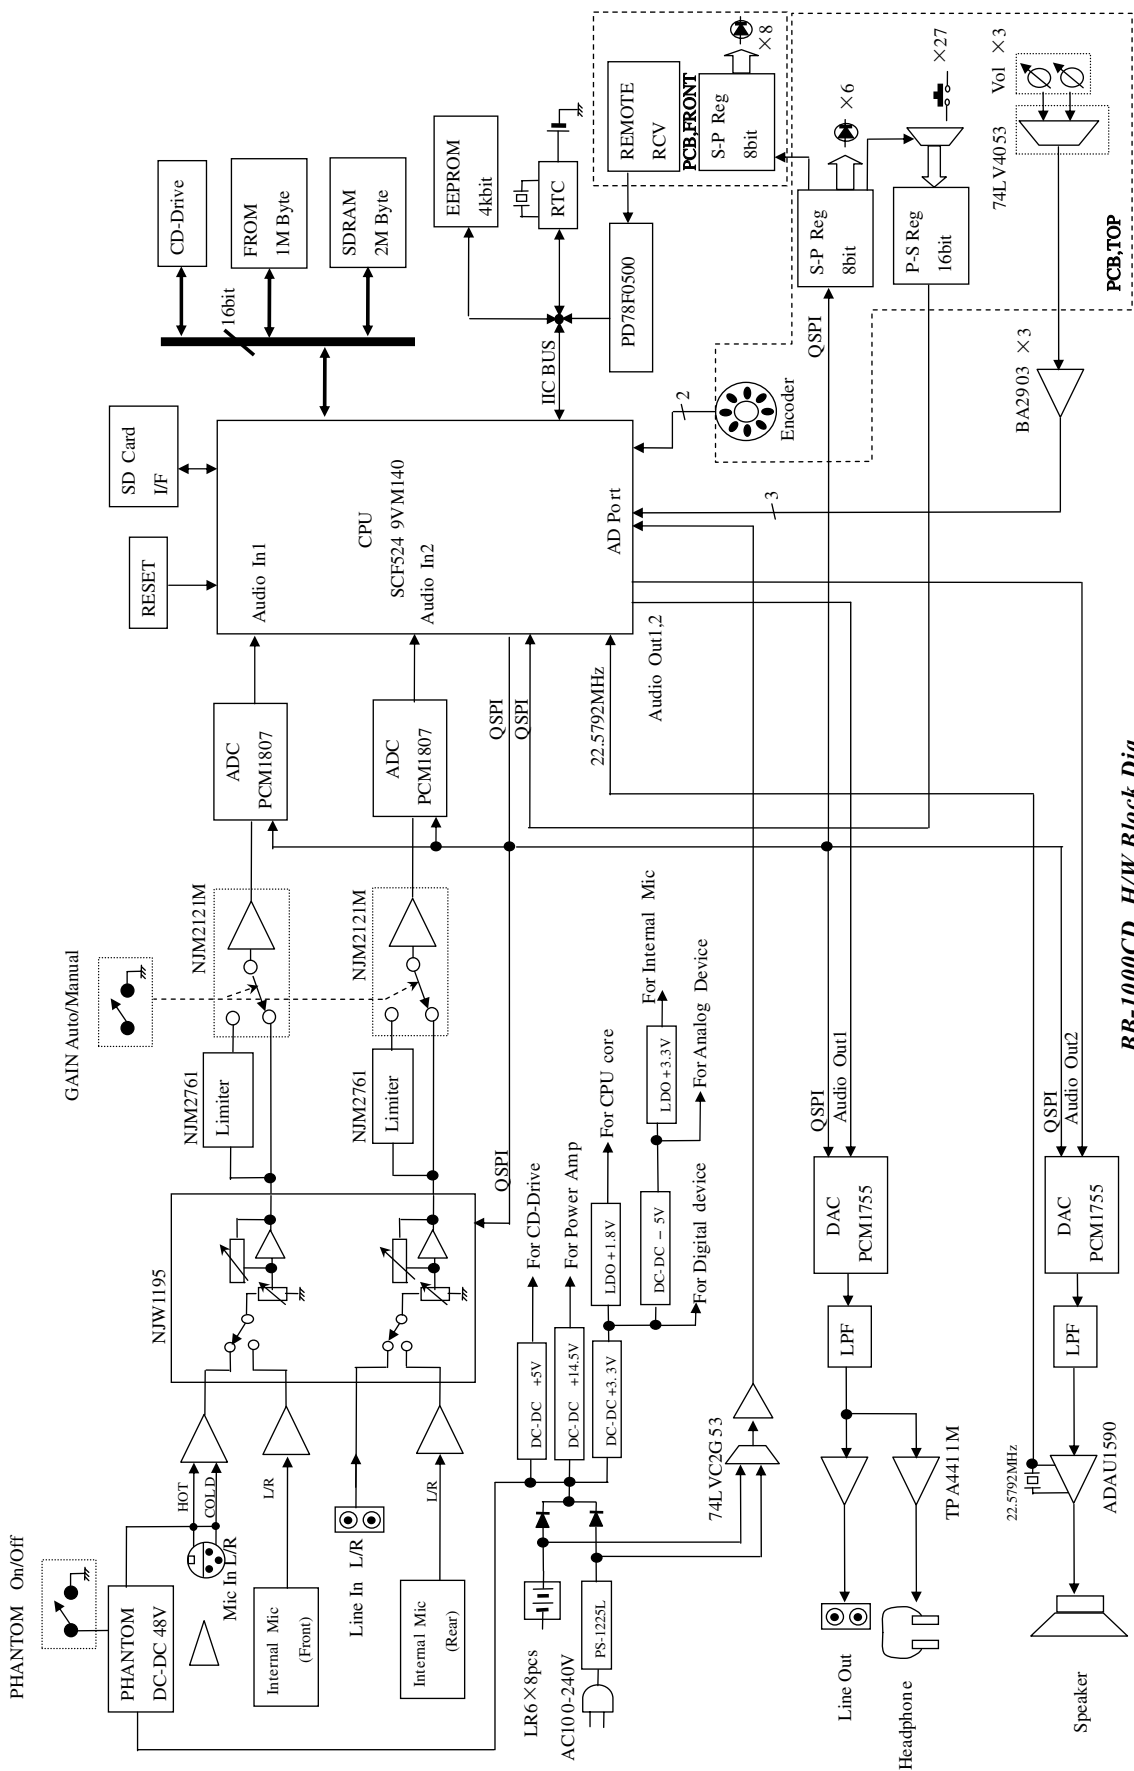 PHANTOM On/Off
PHANTOM
DC-DC 48V
HOT
COLD
Mic In L/R
Internal Mic
(Front)
L/R
Line In L/R
Internal Mic
(Rear)
L/R
NJW1195
GAIN Auto/Manual
NJM2761
Limiter
NJM2121M
NJM2761
Limiter
NJM2121M
ADC
PCM1807
ADC
PCM1807
RESET
SD Card
I/F
Audio In1
CPU
SCF524 9VM140
Audio In2
AD Port
16bit
CD-Drive
FROM
1M Byte
SDRAM
2M Byte
IIC BUS
EEPROM
4kbit
RTC
PD78F0500
REMOTE
RCV
PCB,FRONT
S-P Reg
8bit
×8
2
Encoder
QSPI
S-P Reg
8bit
×6
P-S Reg
16bit
×27
74LV4053
Vol ×3
PCB,TOP
BA2903 ×3
3
QSPI
QSPI
22.5792MHz
Audio Out1,2
QSPI
LR6×8pcs
AC100-240V
PS-1225L
DC-DC +5V
For CD-Drive
DC-DC +14.5V
For Power Amp
DC-DC +3.3V
LDO +1.8V
For CPU core
DC-DC − 5V
LDO +3.3V
For Internal Mic
For Analog Device
For Digital device
74LVC2G53
QSPI
Audio Out1
DAC
PCM1755
LPF
Line Out
TPA4411M
Headphone
QSPI
Audio Out2
DAC
PCM1755
LPF
22.5792MHz
ADAU1590
Speaker
BR-1000CD H/W Block Dia